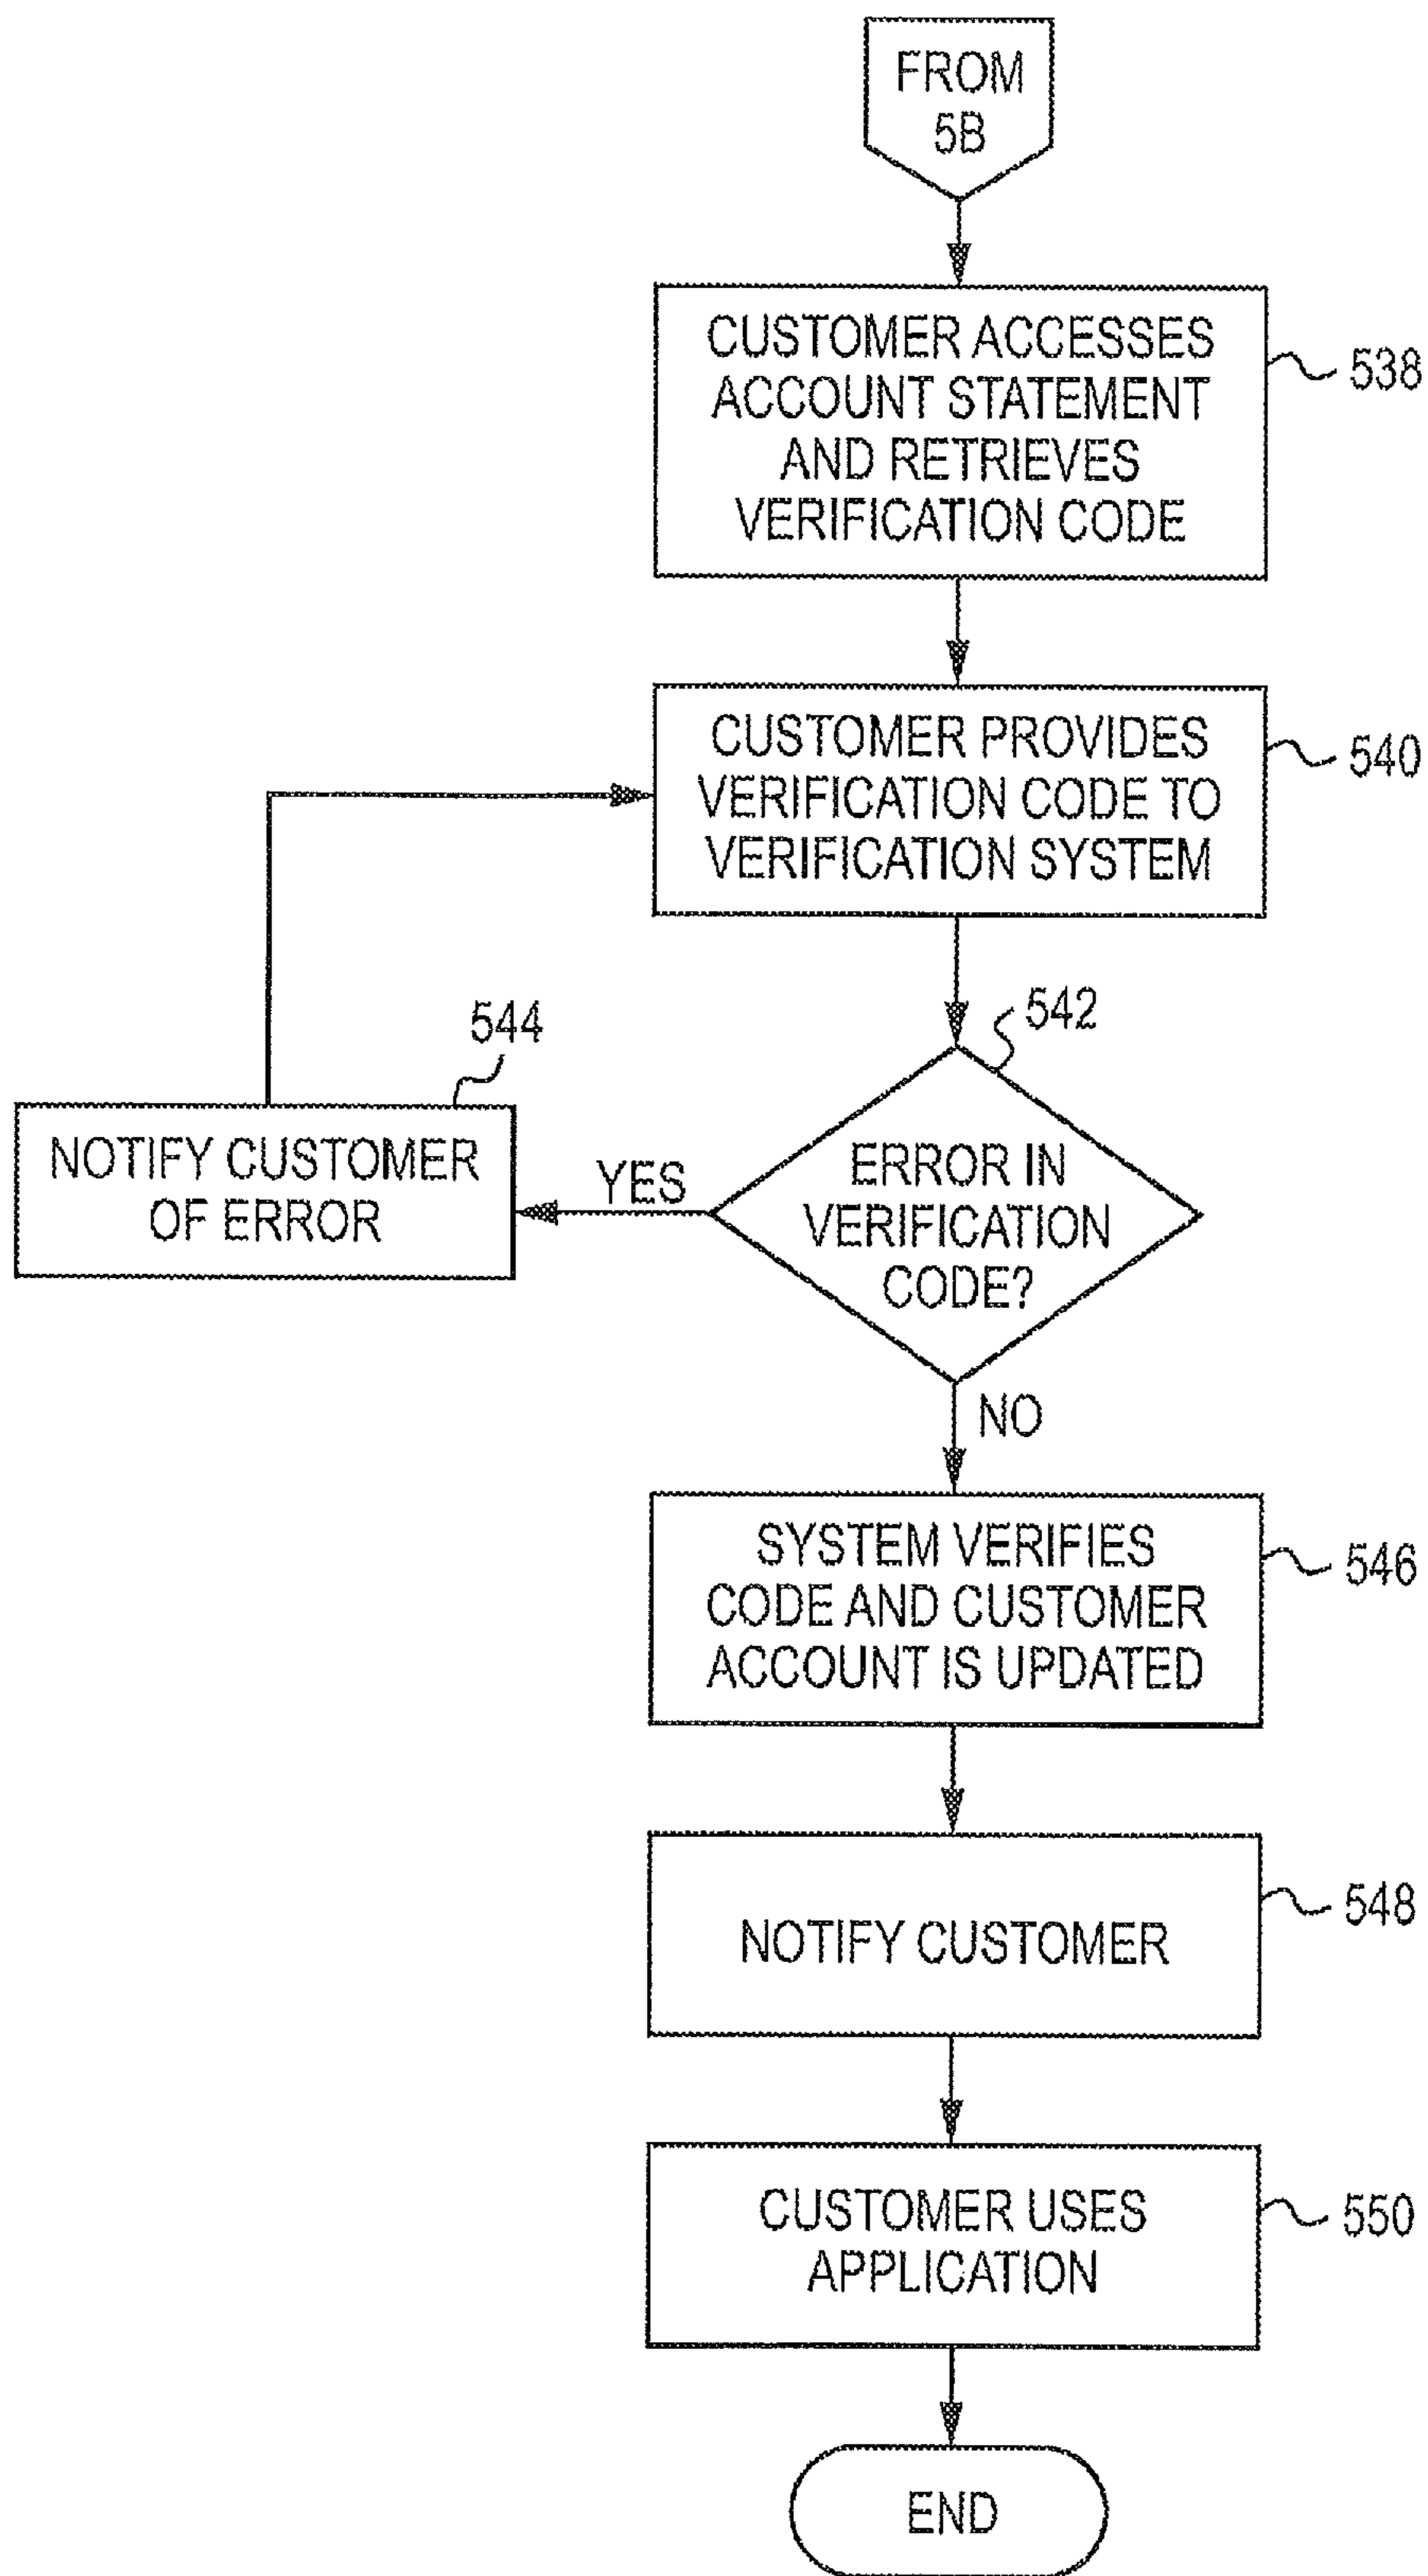 FROM
5B
CUSTOMER ACCESSES
ACCOUNT STATEMENT
AND RETRIEVES
VERIFICATION CODE
538
CUSTOMER PROVIDES
VERIFICATION CODE TO
VERIFICATION SYSTEM
540
542
544
NOTIFY CUSTOMER
OF ERROR
YES
ERROR IN
VERIFICATION
CODE?
NO
SYSTEM VERIFIES
CODE AND CUSTOMER
ACCOUNT IS UPDATED
546
NOTIFY CUSTOMER
548
CUSTOMER USES
APPLICATION
550
END